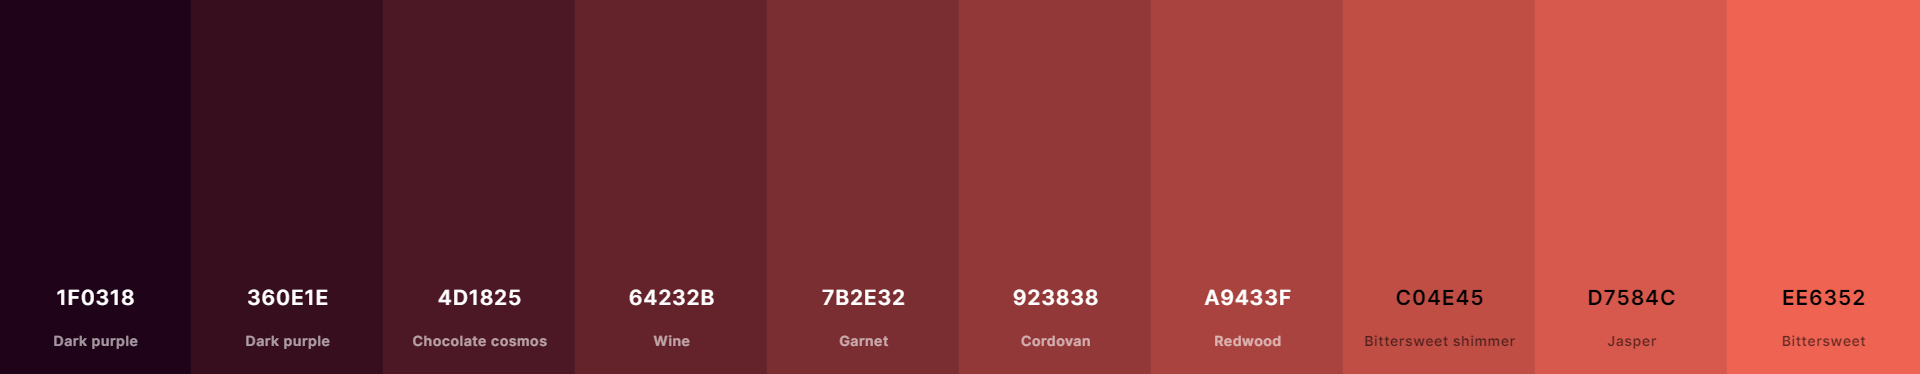 1F0318
Dark purple
360E1E
Dark purple
4D1825
Chocolate cosmos
64232B
Wine
7B2E32
Garnet
923838
Cordovan
A9433F
Redwood
C04E45
Bittersweet shimmer
D7584C
Jasper
EE6352
Bittersweet